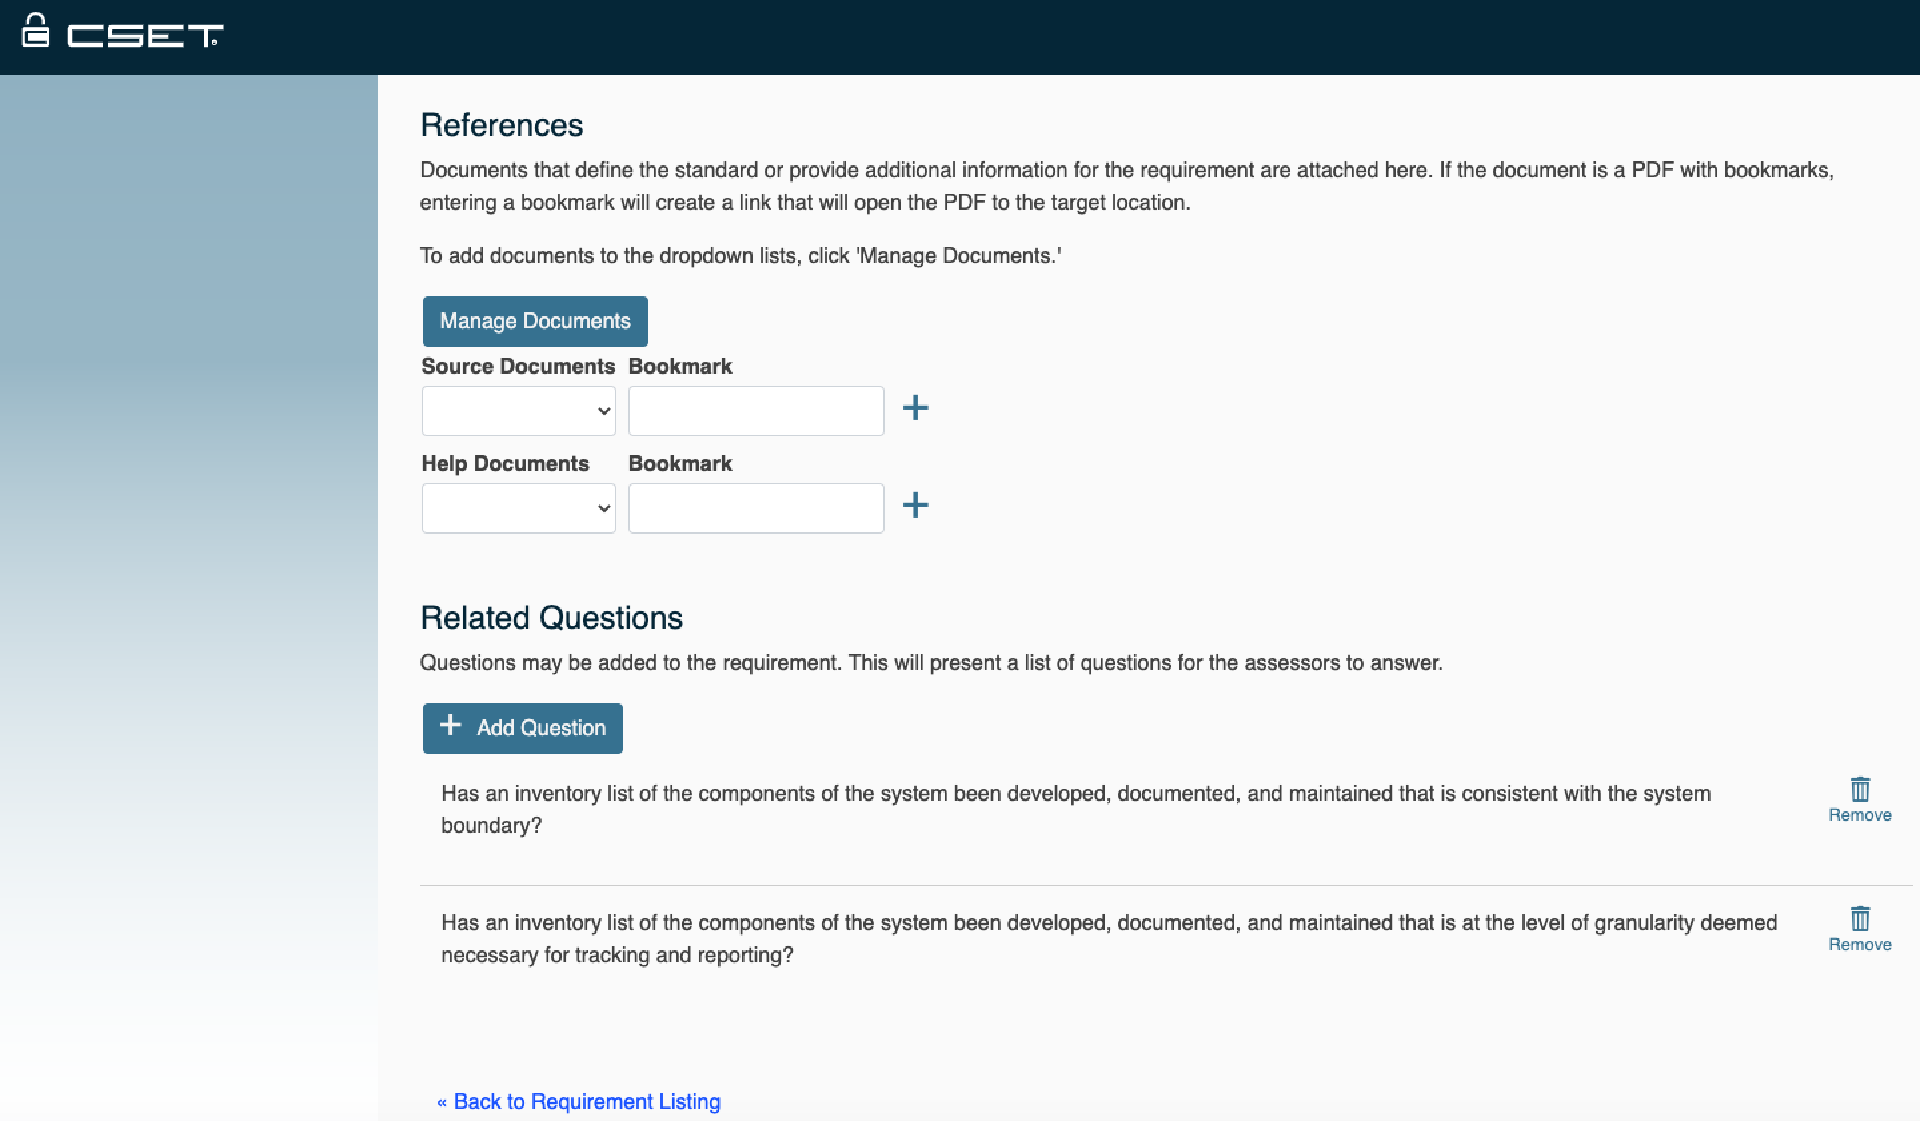 CSET
References
Documents that define the standard or provide additional information for the requirement are attached here. If the document is a PDF with bookmarks,
entering a bookmark will create a link that will open the PDF to the target location.
To add documents to the dropdown lists, click 'Manage Documents.'
Manage Documents
Source Documents Bookmark
Help Documents Bookmark
Related Questions
Questions may be added to the requirement. This will present a list of questions for the assessors to answer.
Add Question
Has an inventory list of the components of the system been developed, documented, and maintained that is consistent with the system
boundary?
Remove
Has an inventory list of the components of the system been developed, documented, and maintained that is at the level of granularity deemed
necessary for tracking and reporting?
Remove
« Back to Requirement Listing